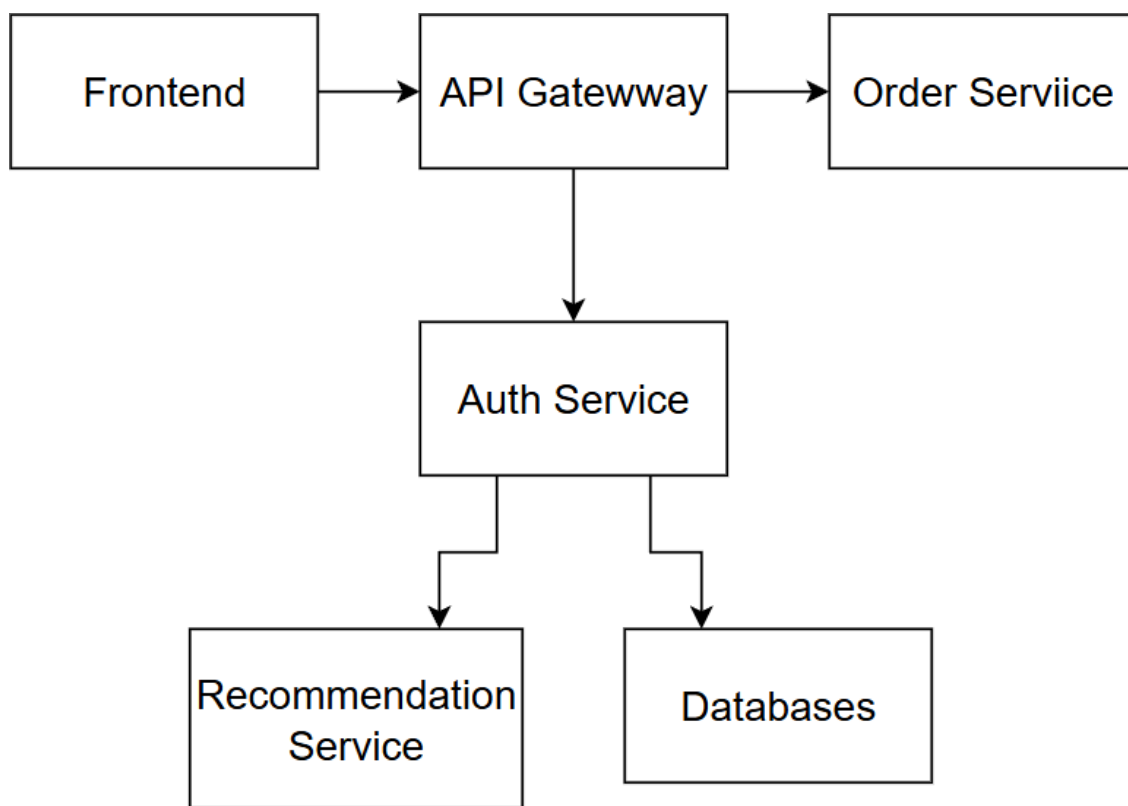 Frontend
API Gatewway
Order Serviice
Auth Service
Recommendation
Service
Databases